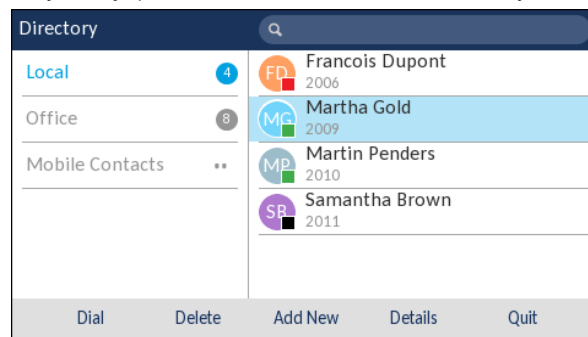 Directory
Local 4
Office 8
Mobile Contacts
FD Francois Dupont
2006
MG Martha Gold
2009
MP Martin Penders
2010
SB Samantha Brown
2011
Dial Delete Add New Details Quit